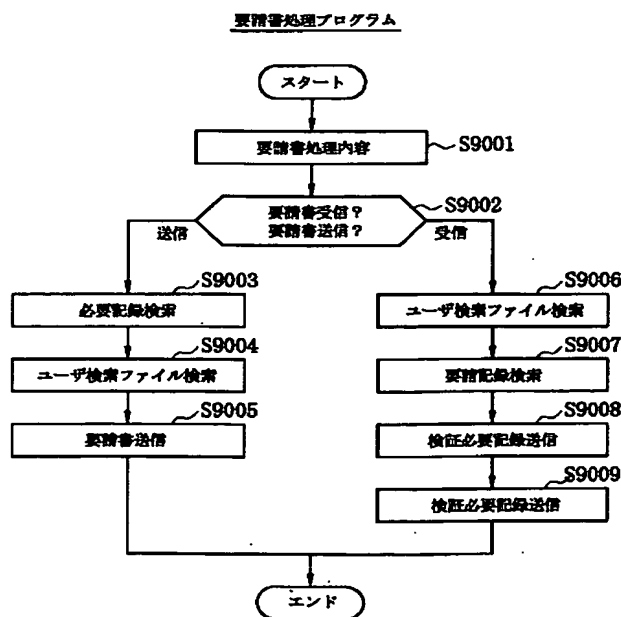 要請書処理プログラム
スタート
要請書処理内容
S9001
要請書受信?
要請書送信?
S9002
送信
受信
S9003
必要記録検索
S9004
ユーザ検索ファイル検索
S9005
要請書送信
S9006
ユーザ検索ファイル検索
S9007
要請記録検索
S9008
検証必要記録送信
S9009
検証必要記録送信
エンド